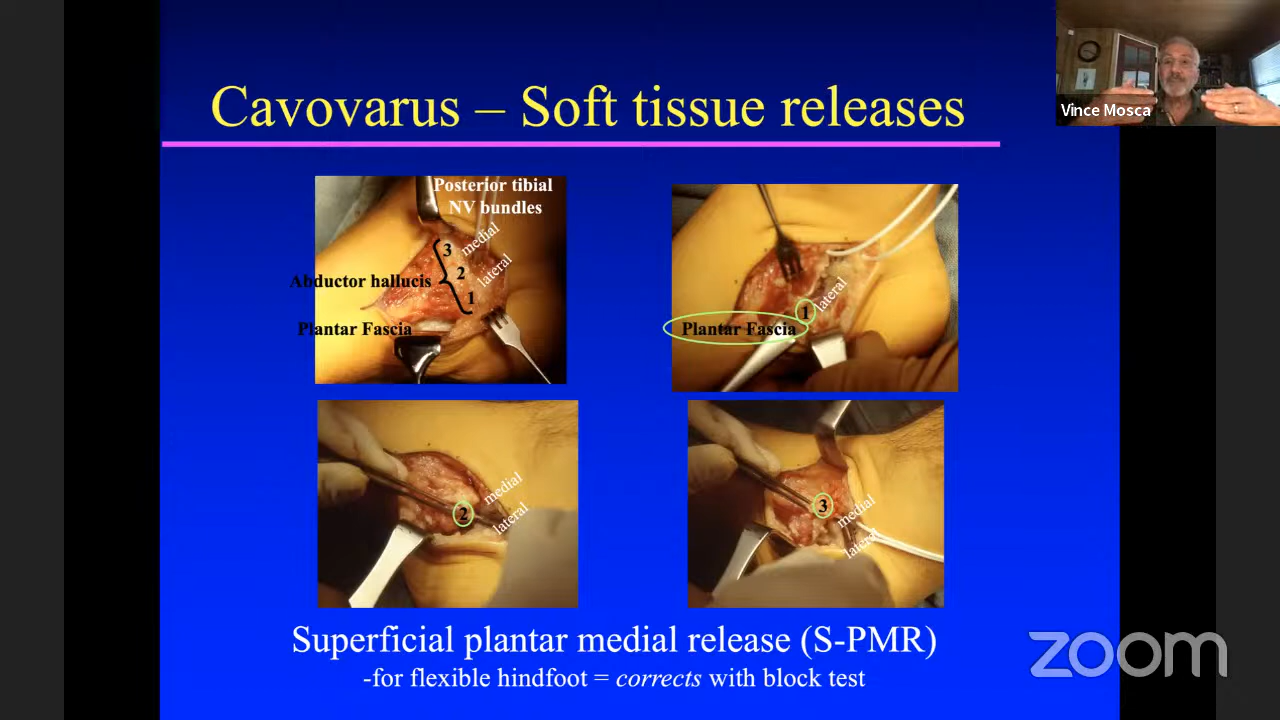 Cavovarus – Soft tissue releases
Vince Mosca
Posterior tibial
NV bundles
3 medial
2 lateral
1
Abductor hallucis
Plantar Fascia
1 lateral
Plantar Fascia
2
medial
lateral
3
medial
lateral
Superficial plantar medial release (S-PMR)
-for flexible hindfoot = corrects with block test
zoom